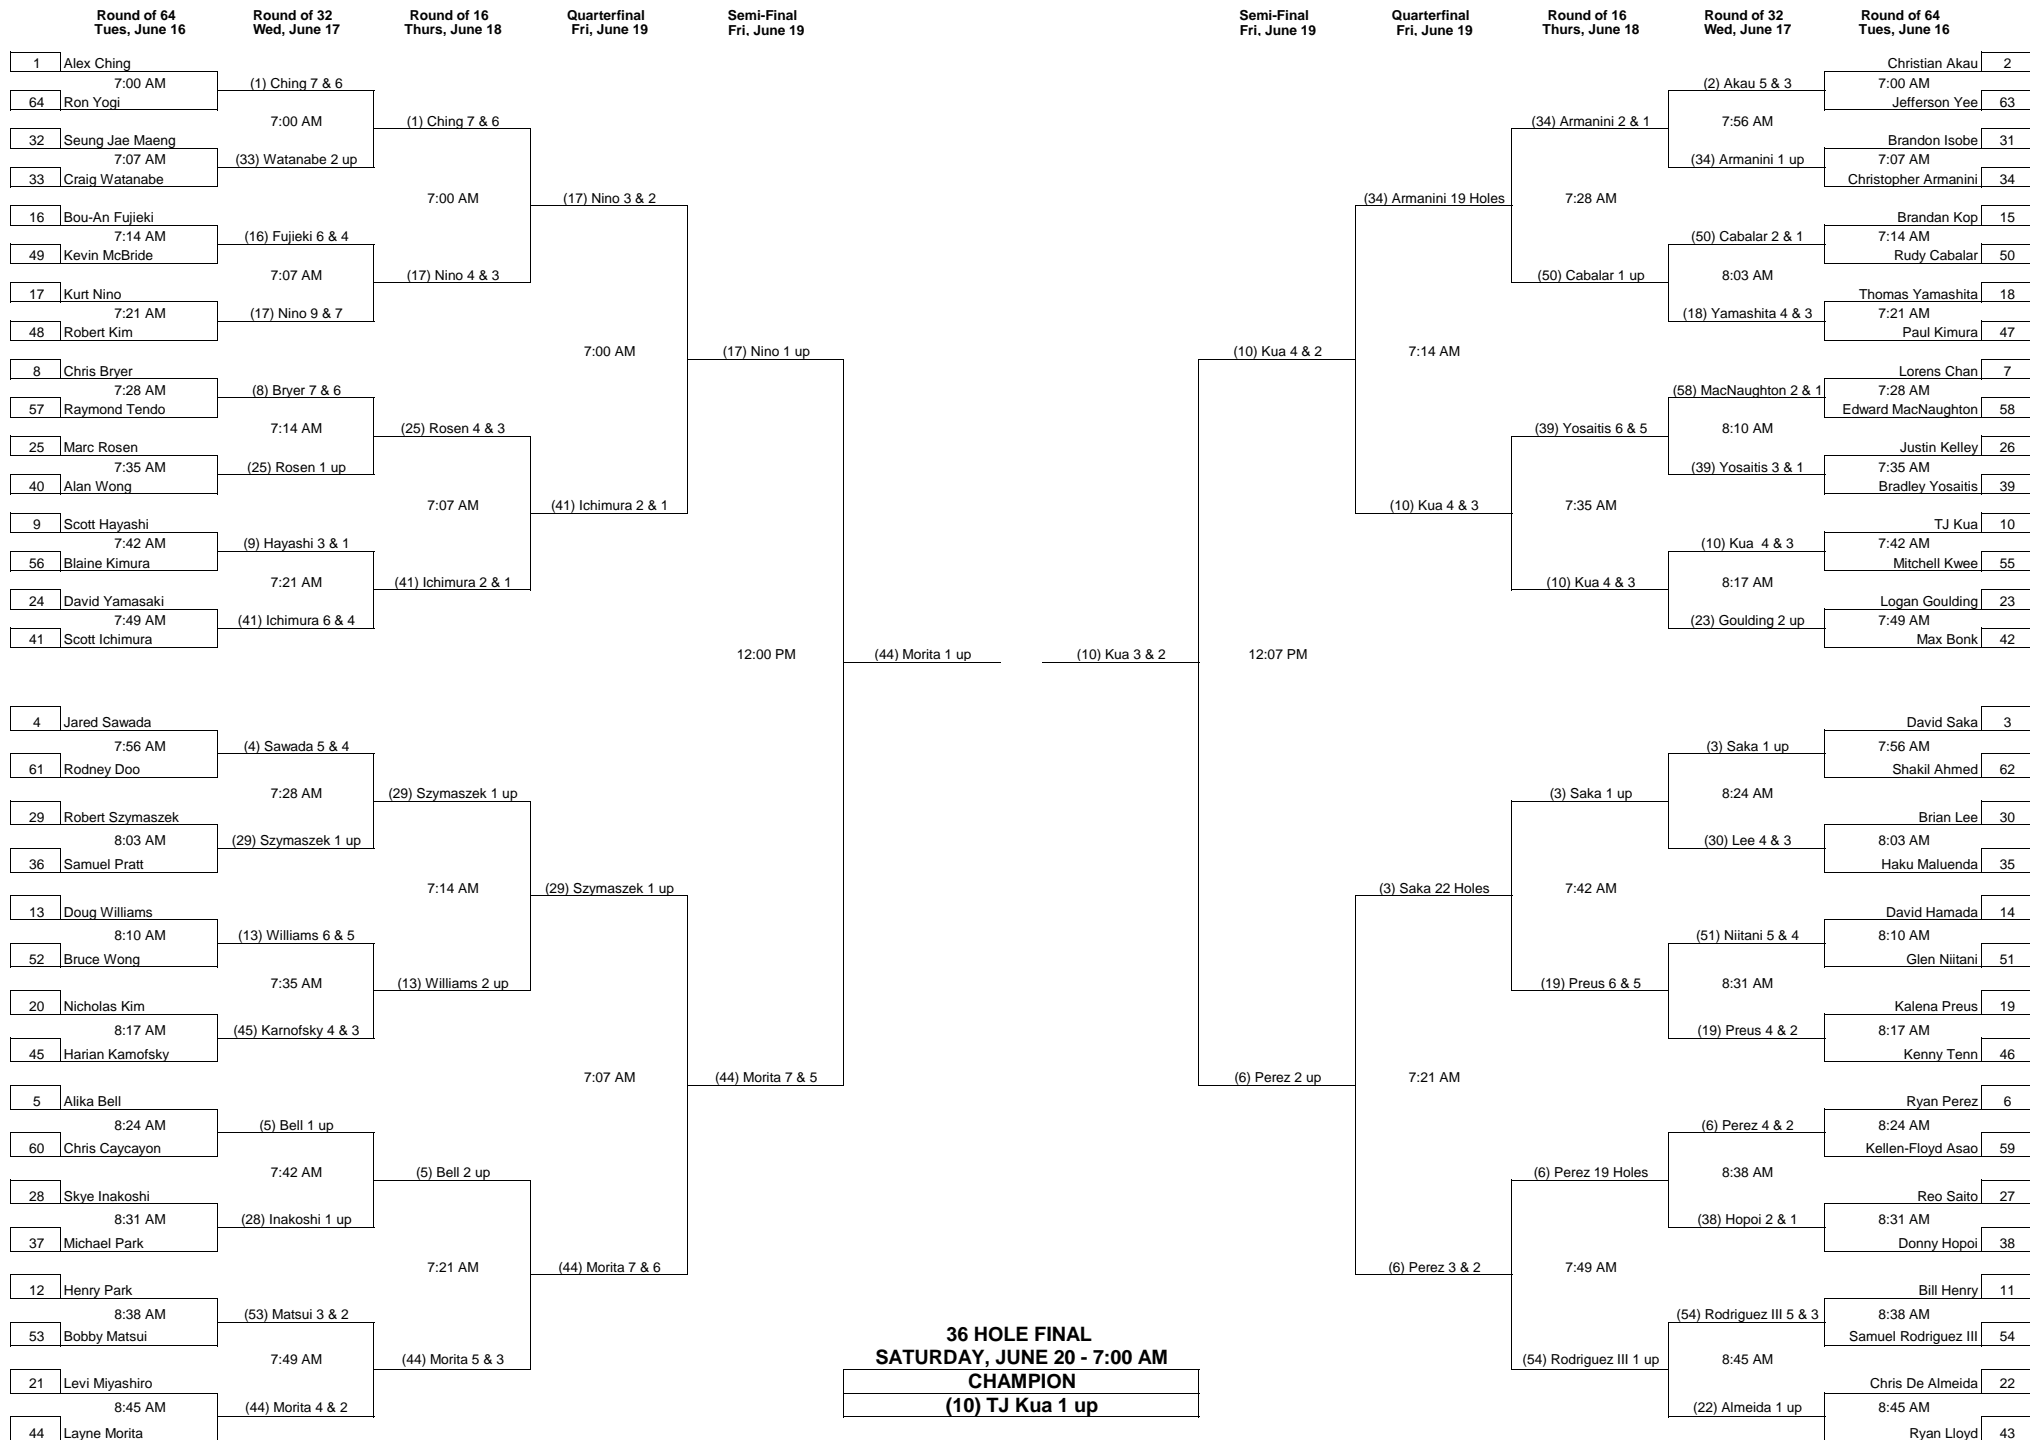 Round of 64 Round of 32 Round of 16 Quarterfinal Semi-Final Semi-Final Quarterfinal Round of 16 Round of 32 Round of 64
Tues, June 16 Wed, June 17 Thurs, June 18 Fri, June 19 Fri, June 19 Fri, June 19 Fri, June 19 Thurs, June 18 Wed, June 17 Tues, June 16
1 Alex Ching Christian Akau 2
7:00 AM (1) Ching 7 & 6 (2) Akau 5 & 3 7:00 AM
64 Ron Yogi Jefferson Yee 63
7:00 AM (1) Ching 7 & 6 (34) Armanini 2 & 1 7:56 AM
32 Seung Jae Maeng Brandon Isobe 31
7:07 AM (33) Watanabe 2 up (34) Armanini 1 up 7:07 AM
33 Craig Watanabe Christopher Armanini 34
7:00 AM (17) Nino 3 & 2 (34) Armanini 19 Holes 7:28 AM
16 Bou-An Fujieki Brandan Kop 15
7:14 AM (16) Fujieki 6 & 4 (50) Cabalar 2 & 1 7:14 AM
49 Kevin McBride Rudy Cabalar 50
7:07 AM (17) Nino 4 & 3 (50) Cabalar 1 up 8:03 AM
17 Kurt Nino Thomas Yamashita 18
7:21 AM (17) Nino 9 & 7 (18) Yamashita 4 & 3 7:21 AM
48 Robert Kim Paul Kimura 47
7:00 AM (17) Nino 1 up (10) Kua 4 & 2 7:14 AM
8 Chris Bryer Lorens Chan 7
7:28 AM (8) Bryer 7 & 6 (58) MacNaughton 2 & 1 7:28 AM
57 Raymond Tendo Edward MacNaughton 58
7:14 AM (25) Rosen 4 & 3 (39) Yosaitis 6 & 5 8:10 AM
25 Marc Rosen Justin Kelley 26
7:35 AM (25) Rosen 1 up (39) Yosaitis 3 & 1 7:35 AM
40 Alan Wong Bradley Yosaitis 39
7:07 AM (41) Ichimura 2 & 1 (10) Kua 4 & 3 7:35 AM
9 Scott Hayashi TJ Kua 10
7:42 AM (9) Hayashi 3 & 1 (10) Kua 4 & 3 7:42 AM
56 Blaine Kimura Mitchell Kwee 55
7:21 AM (41) Ichimura 2 & 1 (10) Kua 4 & 3 8:17 AM
24 David Yamasaki Logan Goulding 23
7:49 AM (41) Ichimura 6 & 4 (23) Goulding 2 up 7:49 AM
41 Scott Ichimura Max Bonk 42
12:00 PM (44) Morita 1 up (10) Kua 3 & 2 12:07 PM
4 Jared Sawada David Saka 3
7:56 AM (4) Sawada 5 & 4 (3) Saka 1 up 7:56 AM
61 Rodney Doo Shakil Ahmed 62
7:28 AM (29) Szymaszek 1 up (3) Saka 1 up 8:24 AM
29 Robert Szymaszek Brian Lee 30
8:03 AM (29) Szymaszek 1 up (30) Lee 4 & 3 8:03 AM
36 Samuel Pratt Haku Maluenda 35
7:14 AM (29) Szymaszek 1 up (3) Saka 22 Holes 7:42 AM
13 Doug Williams David Hamada 14
8:10 AM (13) Williams 6 & 5 (51) Niitani 5 & 4 8:10 AM
52 Bruce Wong Glen Niitani 51
7:35 AM (13) Williams 2 up (19) Preus 6 & 5 8:31 AM
20 Nicholas Kim Kalena Preus 19
8:17 AM (45) Karnofsky 4 & 3 (19) Preus 4 & 2 8:17 AM
45 Harian Kamofsky Kenny Tenn 46
7:07 AM (44) Morita 7 & 5 (6) Perez 2 up 7:21 AM
5 Alika Bell Ryan Perez 6
8:24 AM (5) Bell 1 up (6) Perez 4 & 2 8:24 AM
60 Chris Caycayon Kellen-Floyd Asao 59
7:42 AM (5) Bell 2 up (6) Perez 19 Holes 8:38 AM
28 Skye Inakoshi Reo Saito 27
8:31 AM (28) Inakoshi 1 up (38) Hopoi 2 & 1 8:31 AM
37 Michael Park Donny Hopoi 38
7:21 AM (44) Morita 7 & 6 (6) Perez 3 & 2 7:49 AM
12 Henry Park Bill Henry 11
8:38 AM (53) Matsui 3 & 2 (54) Rodriguez III 5 & 3 8:38 AM
53 Bobby Matsui 36 HOLE FINAL Samuel Rodriguez III 54
7:49 AM (44) Morita 5 & 3 SATURDAY, JUNE 20 - 7:00 AM (54) Rodriguez III 1 up 8:45 AM
21 Levi Miyashiro CHAMPION Chris De Almeida 22
8:45 AM (44) Morita 4 & 2 (10) TJ Kua 1 up (22) Almeida 1 up 8:45 AM
44 Layne Morita Ryan Lloyd 43